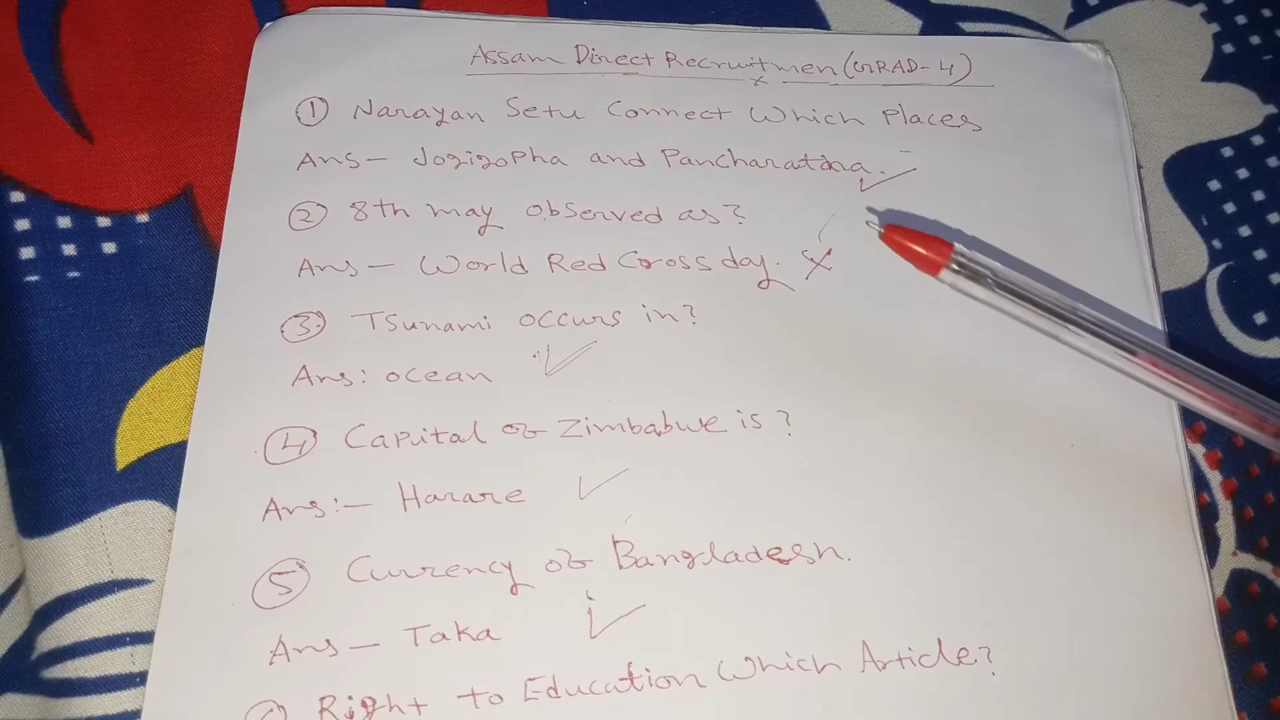 Assam Direct Recruitmen (GRAD-4)
① Narayan Setu Connect Which Places
Ans - Jogigopha and Pancharatna.
② 8th may observed as?
Ans - World Red Cross day.
③ Tsunami occurs in?
Ans: ocean
④ Capital of Zimbabwe is?
Ans:- Harare
⑤ Currency of Bangladesh.
Ans - Taka
Right to Education Which Article?